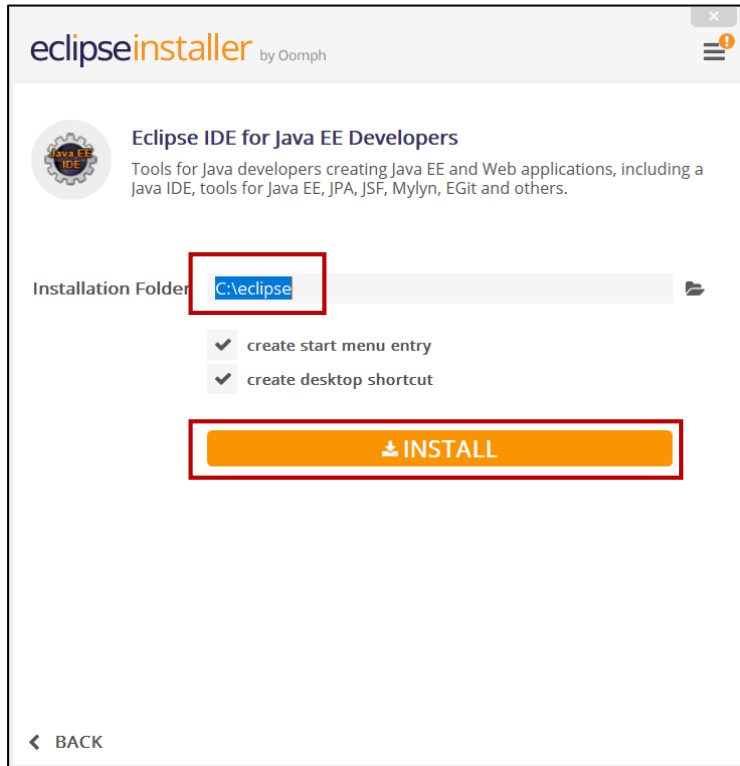 eclipseinstaller by Oomph
Java EE
IDE
Eclipse IDE for Java EE Developers
Tools for Java developers creating Java EE and Web applications, including a
Java IDE, tools for Java EE, JPA, JSF, Mylyn, EGit and others.
Installation Folder C:\eclipse
create start menu entry
create desktop shortcut
INSTALL
BACK